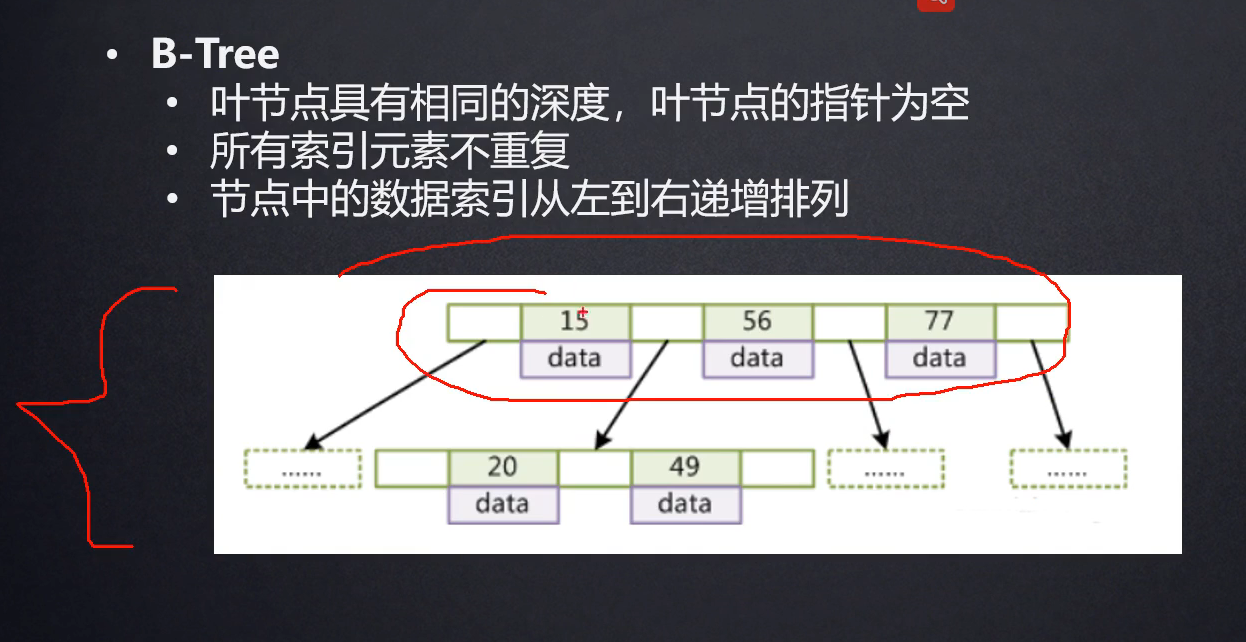 • B-Tree
• 叶节点具有相同的深度，叶节点的指针为空
• 所有索引元素不重复
• 节点中的数据索引从左到右递增排列
15 56 77
data data data
...... 20 49 ...... ......
data data